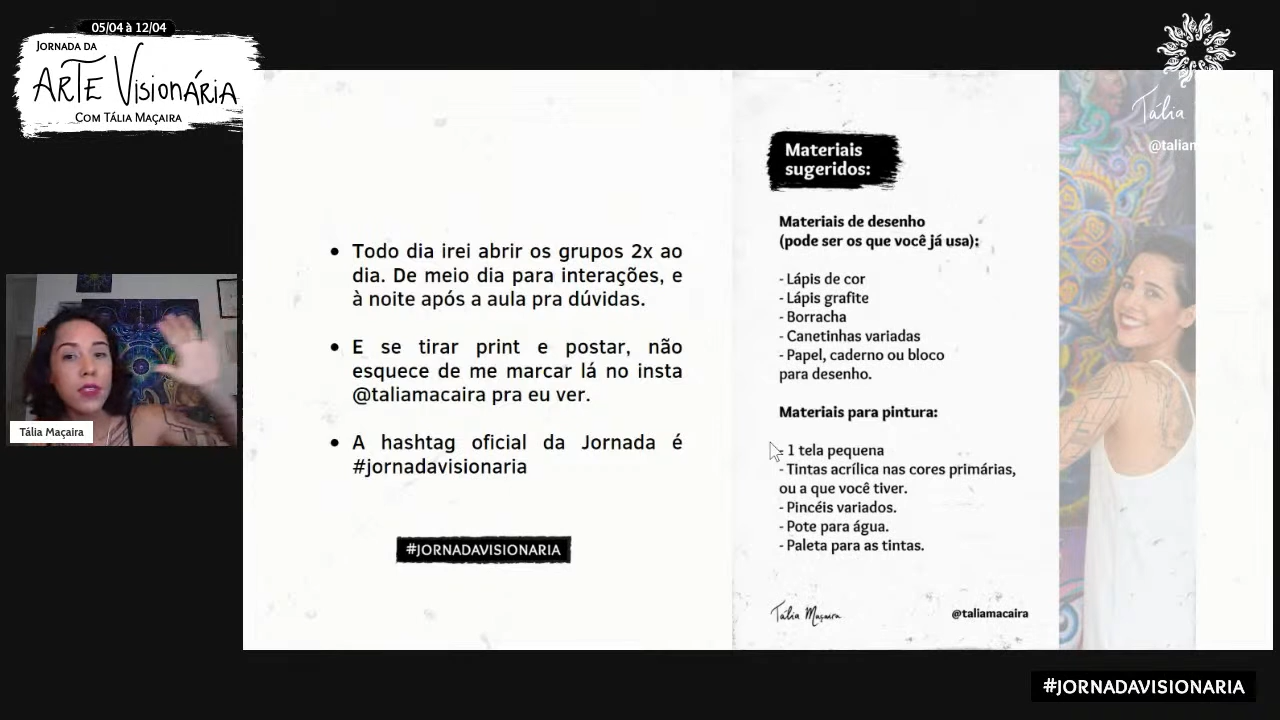 05/04 à 12/04
JORNADA DA
ARTE VISIONÁRIA
COM TÁLIA MAÇAIRA
Tália
@talian
Tália Maçaira
• Todo dia irei abrir os grupos 2x ao
dia. De meio dia para interações, e
à noite após a aula pra dúvidas.
• E se tirar print e postar, não
esquece de me marcar lá no insta
@taliamacaira pra eu ver.
• A hashtag oficial da Jornada é
#jornadavisionaria
#JORNADAVISIONARIA
Materiais
sugeridos:
Materiais de desenho
(pode ser os que você já usa):
- Lápis de cor
- Lápis grafite
- Borracha
- Canetinhas variadas
- Papel, caderno ou bloco
para desenho.
Materiais para pintura:
- 1 tela pequena
- Tintas acrílica nas cores primárias,
ou a que você tiver.
- Pincéis variados.
- Pote para água.
- Paleta para as tintas.
Tália Maçaira
@taliamacaira
#JORNADAVISIONARIA